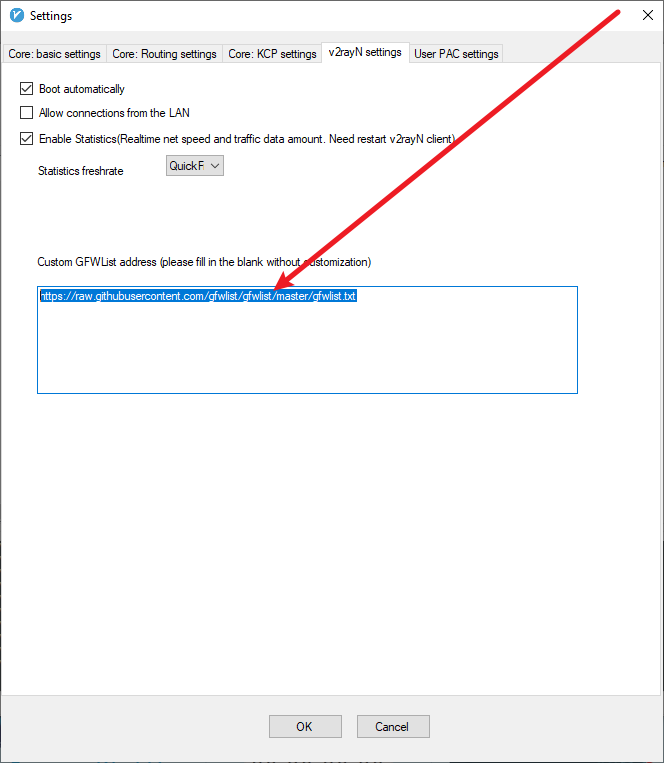 Settings
Core: basic settings Core: Routing settings Core: KCP settings v2rayN settings User PAC settings
Boot automatically
Allow connections from the LAN
Enable Statistics(Realtime net speed and traffic data amount. Need restart v2rayN client)
Statistics freshrate QuickF
Custom GFWList address (please fill in the blank without customization)
https://raw.githubusercontent.com/gfwlist/gfwlist/master/gfwlist.txt
OK Cancel